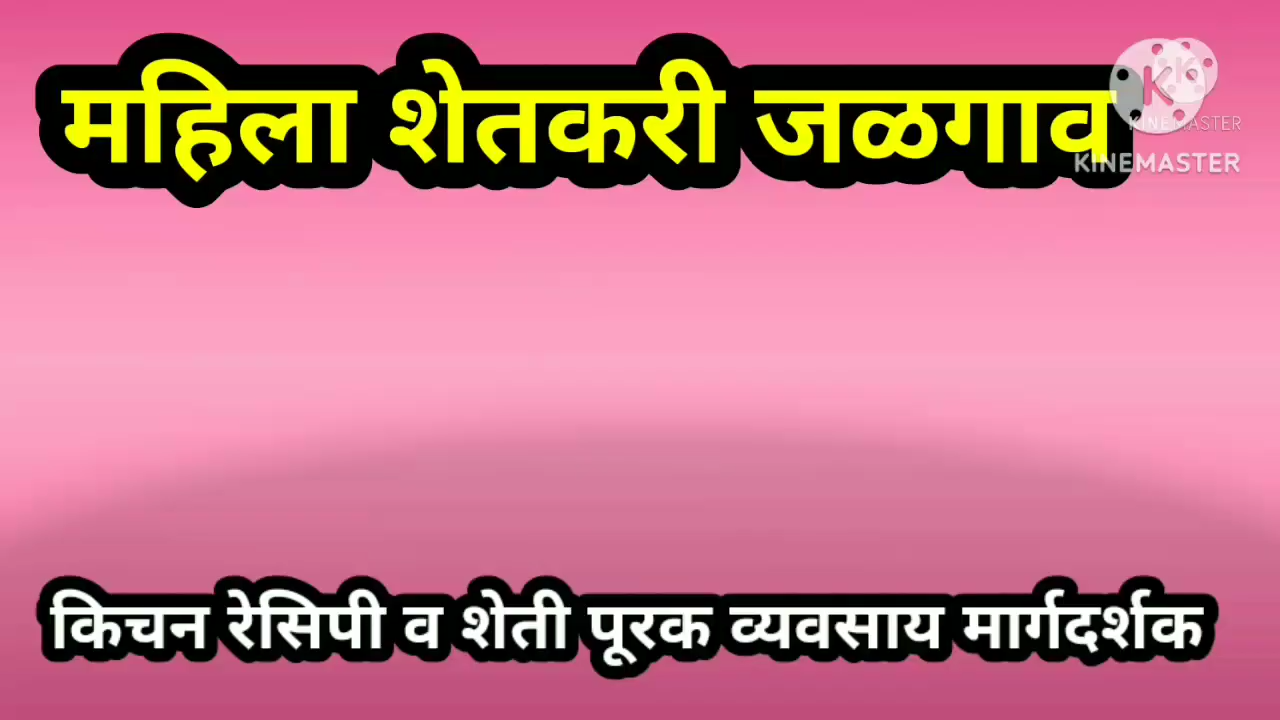 महिला शेतकरी जळगाव
KINEMASTER
KINEMASTER
किचन रेसिपी व शेती पूरक व्यवसाय मार्गदर्शक